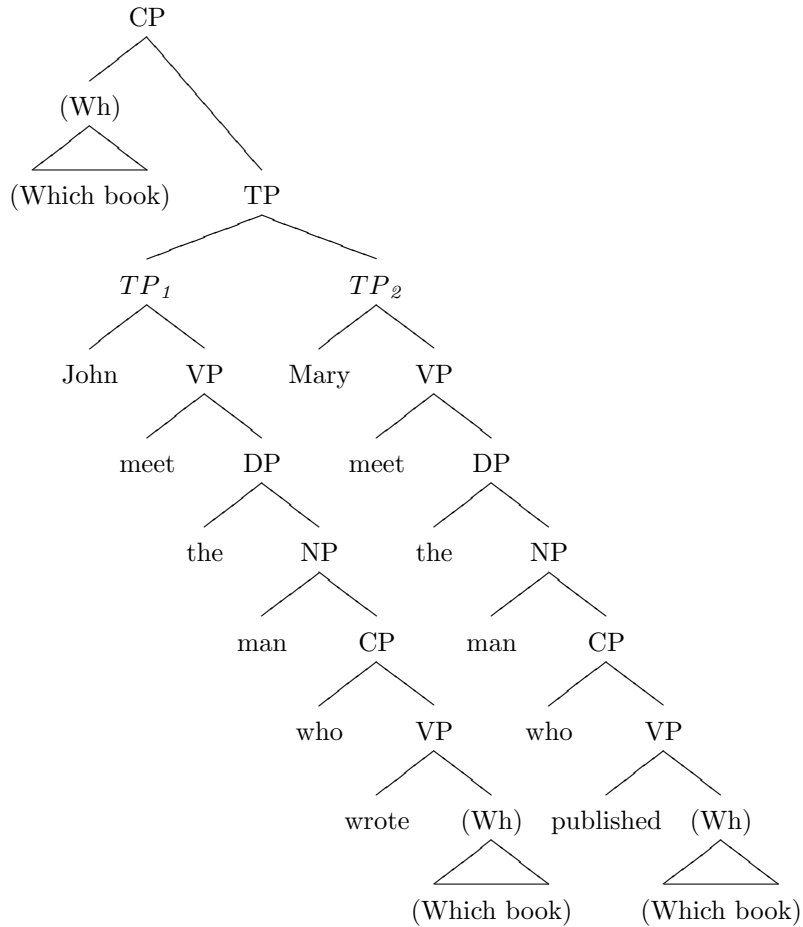 CP
(Wh)
(Which book) TP
TP1 TP2
John VP Mary VP
meet DP meet DP
the NP the NP
man CP man CP
who VP who VP
wrote (Wh) published (Wh)
(Which book) (Which book)